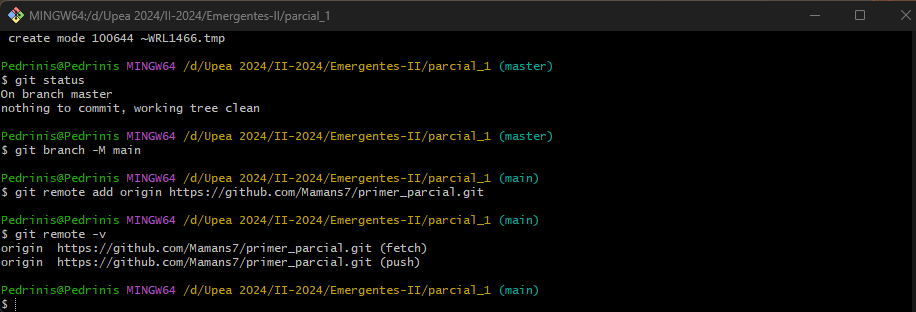 MINGW64:/d/Upea 2024/II-2024/Emergentes-II/parcial_1
create mode 100644 ~WRL1466.tmp
Pedrinis@Pedrinis MINGW64 /d/Upea 2024/II-2024/Emergentes-II/parcial_1 (master)
$ git status
On branch master
nothing to commit, working tree clean
Pedrinis@Pedrinis MINGW64 /d/Upea 2024/II-2024/Emergentes-II/parcial_1 (master)
$ git branch -M main
Pedrinis@Pedrinis MINGW64 /d/Upea 2024/II-2024/Emergentes-II/parcial_1 (main)
$ git remote add origin https://github.com/Mamans7/primer_parcial.git
Pedrinis@Pedrinis MINGW64 /d/Upea 2024/II-2024/Emergentes-II/parcial_1 (main)
$ git remote -v
origin  https://github.com/Mamans7/primer_parcial.git (fetch)
origin  https://github.com/Mamans7/primer_parcial.git (push)
Pedrinis@Pedrinis MINGW64 /d/Upea 2024/II-2024/Emergentes-II/parcial_1 (main)
$